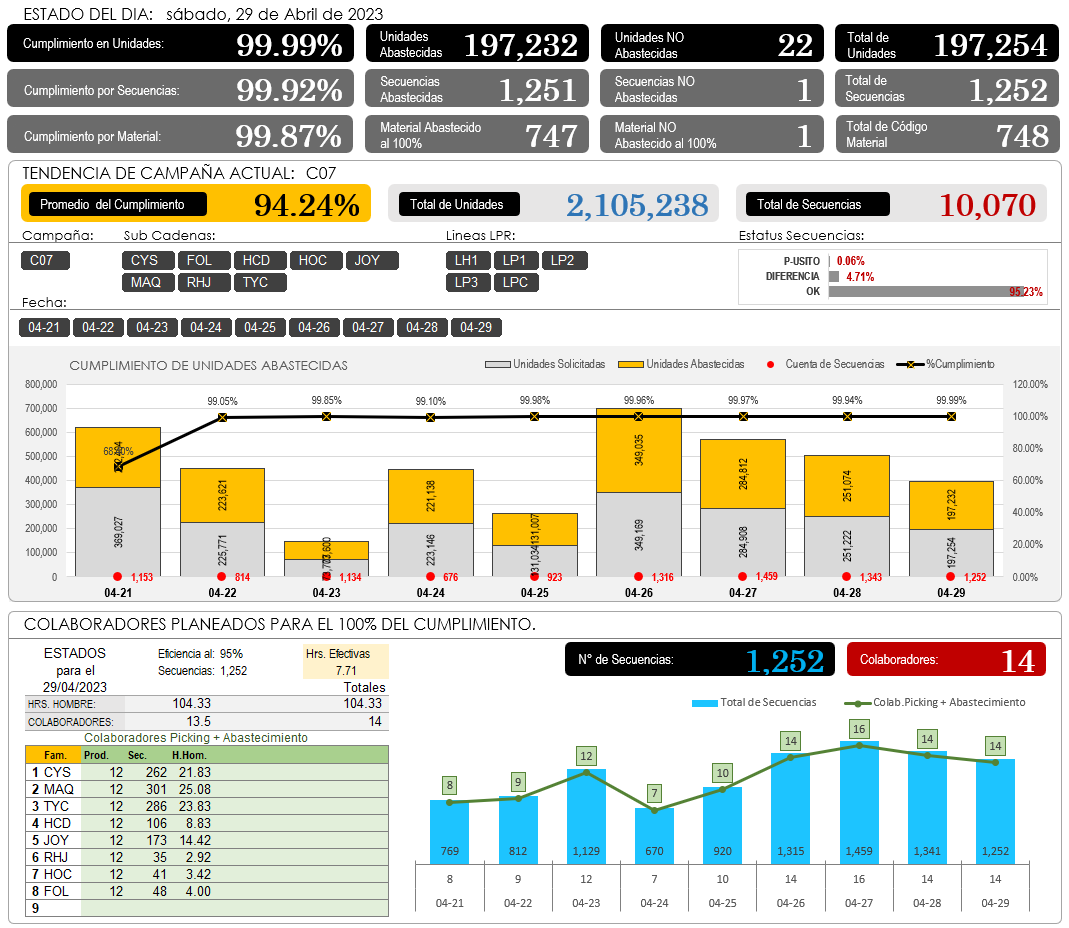 ESTADO DEL DIA: sábado, 29 de Abril de 2023
Cumplimiento en Unidades: 99.99%
Unidades Abastecidas 197,232
Unidades NO Abastecidas 22
Total de Unidades 197,254
Cumplimiento por Secuencias: 99.92%
Secuencias Abastecidas 1,251
Secuencias NO Abastecidas 1
Total de Secuencias 1,252
Cumplimiento por Material: 99.87%
Material Abastecido al 100% 747
Material NO Abastecido al 100% 1
Total de Código Material 748
TENDENCIA DE CAMPAÑA ACTUAL: C07
Promedio del Cumplimiento 94.24%
Total de Unidades 2,105,238
Total de Secuencias 10,070
Campaña: Sub Cadenas: Lineas LPR: Estatus Secuencias:
C07 CYS FOL HCD HOC JOY LH1 LP1 LP2
MAQ RHJ TYC LP3 LPC
P-USITO 0.06%
DIFERENCIA 4.71%
OK 95.23%
Fecha:
04-21 04-22 04-23 04-24 04-25 04-26 04-27 04-28 04-29
CUMPLIMIENTO DE UNIDADES ABASTECIDAS
Unidades Solicitadas Unidades Abastecidas Cuenta de Secuencias %Cumplimiento
800,000 120.00%
700,000 100.00%
600,000 80.00%
500,000 60.00%
400,000 40.00%
300,000 20.00%
200,000 0.00%
100,000
0
99.05% 99.85% 99.10% 99.98% 99.96% 99.97% 99.94% 99.99%
223,621 221,138 131,007 349,035 284,812 251,074 197,232
369,027 225,771 223,146 131,034 349,169 284,908 251,222 197,254
1,153 814 1,134 676 923 1,316 1,459 1,343 1,252
04-21 04-22 04-23 04-24 04-25 04-26 04-27 04-28 04-29
COLABORADORES PLANEADOS PARA EL 100% DEL CUMPLIMIENTO.
ESTADOS
para el
29/04/2023
Eficiencia al: 95%
Secuencias: 1,252
Hrs. Efectivas
7.71
Totales
HRS. HOMBRE: 104.33 104.33
COLABORADORES: 13.5 14
Colaboradores Picking + Abastecimiento
Fam. Prod. Sec. H.Hom.
1 CYS 12 262 21.83
2 MAQ 12 301 25.08
3 TYC 12 286 23.83
4 HCD 12 106 8.83
5 JOY 12 173 14.42
6 RHJ 12 35 2.92
7 HOC 12 41 3.42
8 FOL 12 48 4.00
9
N° de Secuencias: 1,252
Colaboradores: 14
Total de Secuencias Colab.Picking + Abastecimiento
8 9 12 7 10 14 16 14 14
769 812 1,129 670 920 1,315 1,459 1,341 1,252
8 9 12 7 10 14 16 14 14
04-21 04-22 04-23 04-24 04-25 04-26 04-27 04-28 04-29